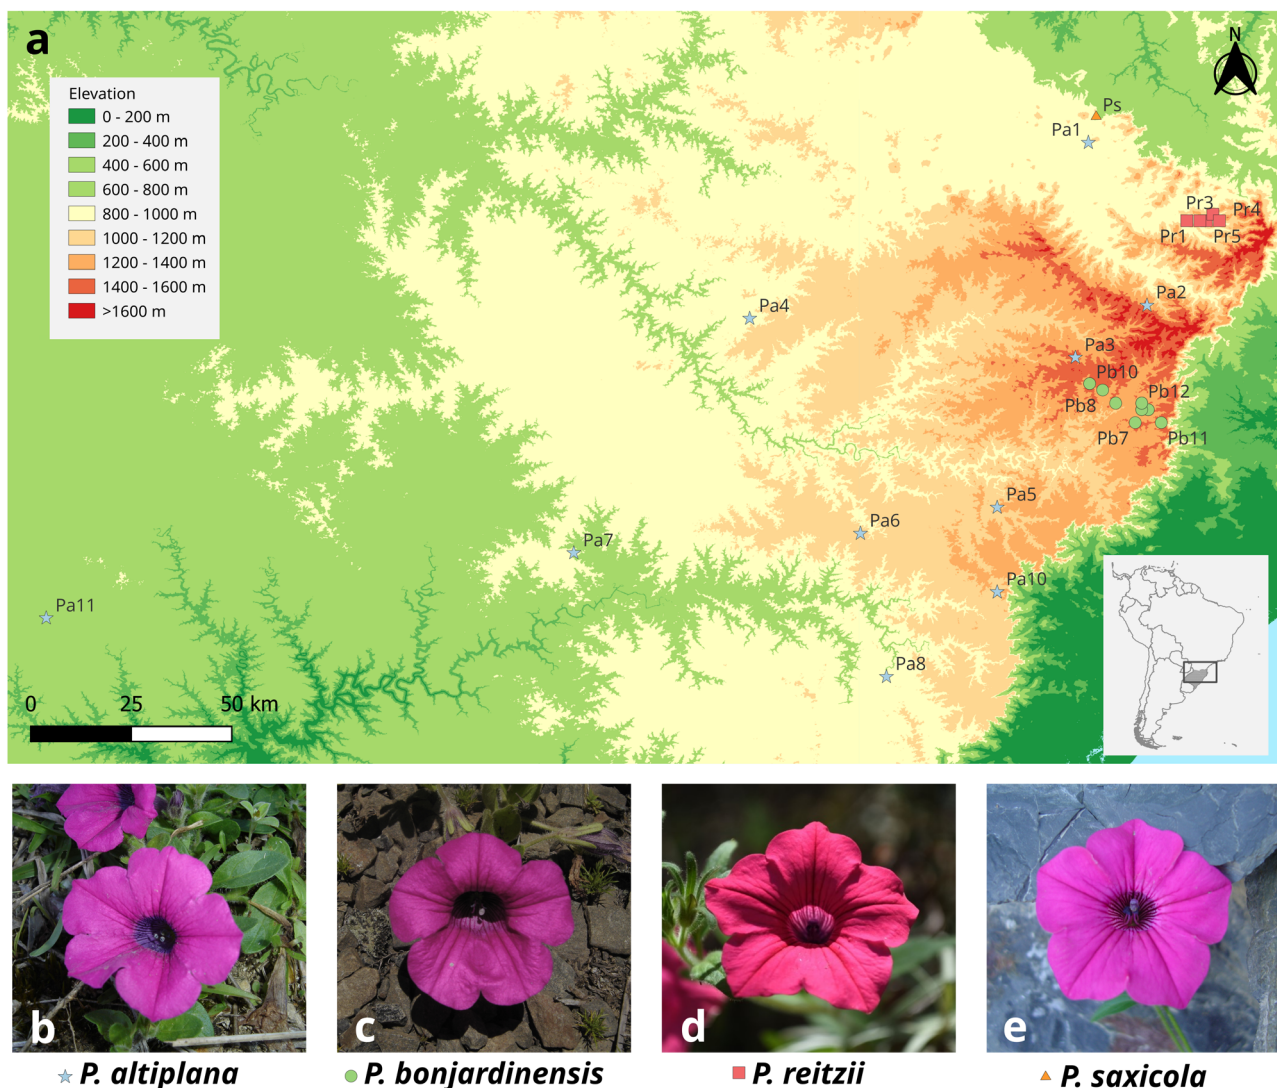 a
N
Elevation
0 - 200 m
200 - 400 m
400 - 600 m
600 - 800 m
800 - 1000 m
1000 - 1200 m
1200 - 1400 m
1400 - 1600 m
>1600 m
Ps
Pa1
Pr3
Pr4
Pr1
Pr5
Pa2
Pa4
Pa3
Pb10
Pb12
Pb8
Pb7
Pb11
Pa5
Pa6
Pa7
Pa10
Pa11
Pa8
0 25 50 km
b
c
d
e
P. altiplana
P. bonjardinensis
P. reitzii
P. saxicola